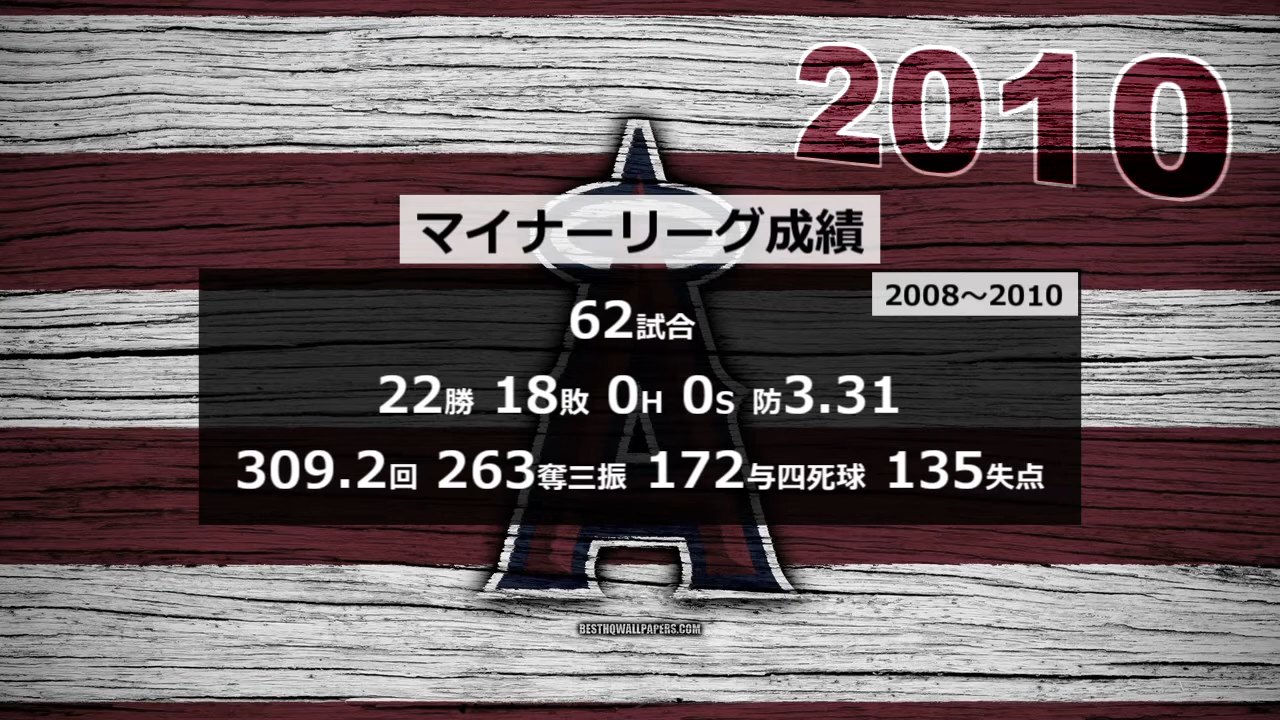 2010
マイナーリーグ成績
2008～2010
62試合
22勝 18敗 0H 0S 防3.31
309.2回 263奪三振 172与四死球 135失点
BESTHQWALLPAPERS.COM